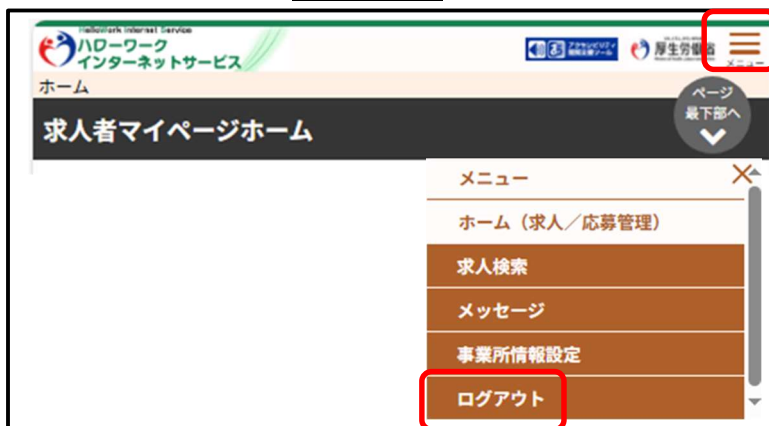 HelloWork Internet Service
ハローワーク
インターネットサービス
厚生労働省
メニュー
ホーム
求人者マイページホーム
ページ
最下部へ
メニュー
ホーム（求人／応募管理）
求人検索
メッセージ
事業所情報設定
ログアウト